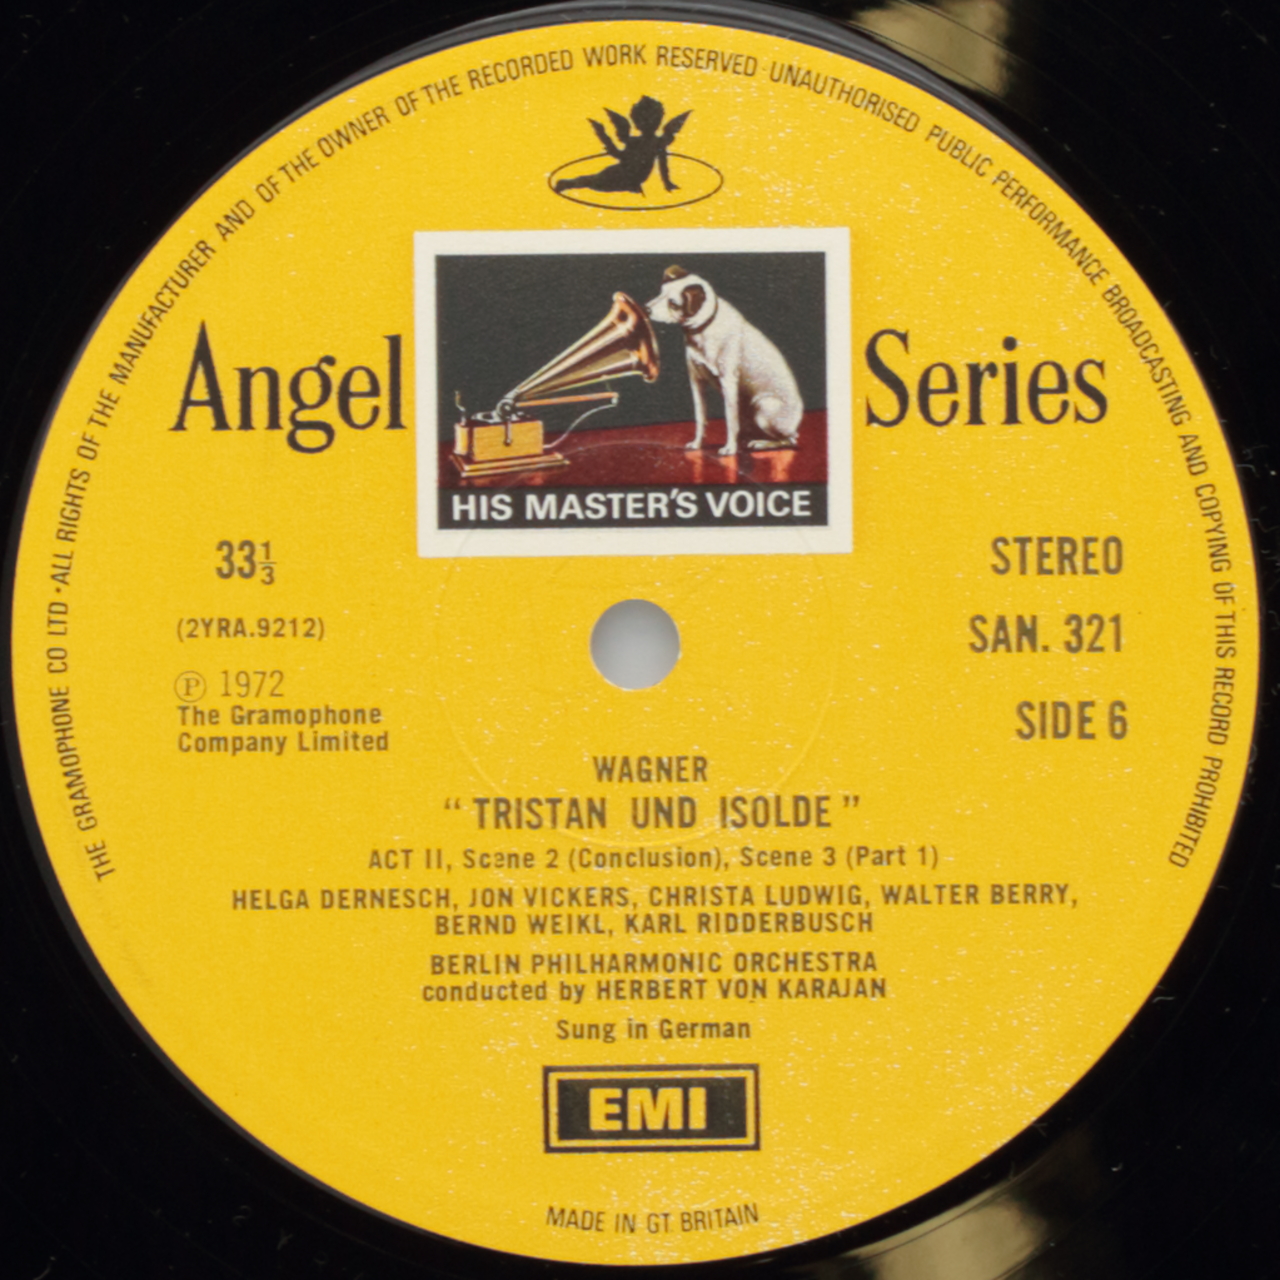 THE GRAMOPHONE CO LTD · ALL RIGHTS OF THE MANUFACTURER AND OF THE OWNER OF THE RECORDED WORK RESERVED · UNAUTHORISED PUBLIC PERFORMANCE BROADCASTING AND COPYING OF THIS RECORD PROHIBITED
Angel Series
HIS MASTER'S VOICE
33⅓
(2YRA.9212)
℗ 1972
The Gramophone
Company Limited
STEREO
SAN. 321
SIDE 6
WAGNER
“ TRISTAN UND ISOLDE ”
ACT II, Scene 2 (Conclusion), Scene 3 (Part 1)
HELGA DERNESCH, JON VICKERS, CHRISTA LUDWIG, WALTER BERRY,
BERND WEIKL, KARL RIDDERBUSCH
BERLIN PHILHARMONIC ORCHESTRA
conducted by HERBERT VON KARAJAN
Sung in German
EMI
MADE IN GT BRITAIN